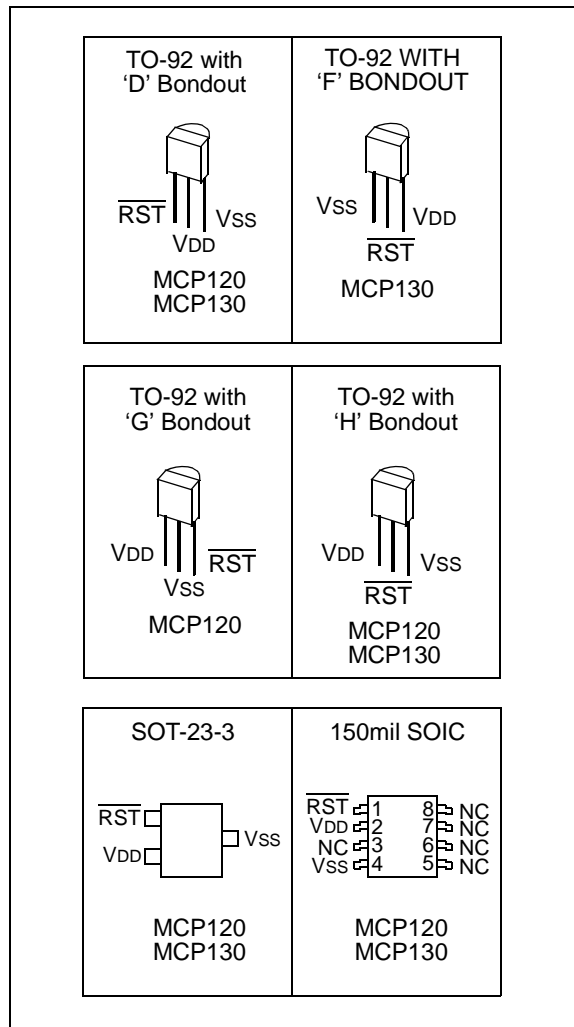 TO-92 with
‘D’ Bondout
RST
VDD
VSS
MCP120
MCP130
TO-92 WITH
‘F’ BONDOUT
VSS
RST
VDD
MCP130
TO-92 with
‘G’ Bondout
VDD
VSS
RST
MCP120
TO-92 with
‘H’ Bondout
VDD
RST
VSS
MCP120
MCP130
SOT-23-3
RST
VDD
VSS
MCP120
MCP130
150mil SOIC
RST 1 8 NC
VDD 2 7 NC
NC 3 6 NC
VSS 4 5 NC
MCP120
MCP130